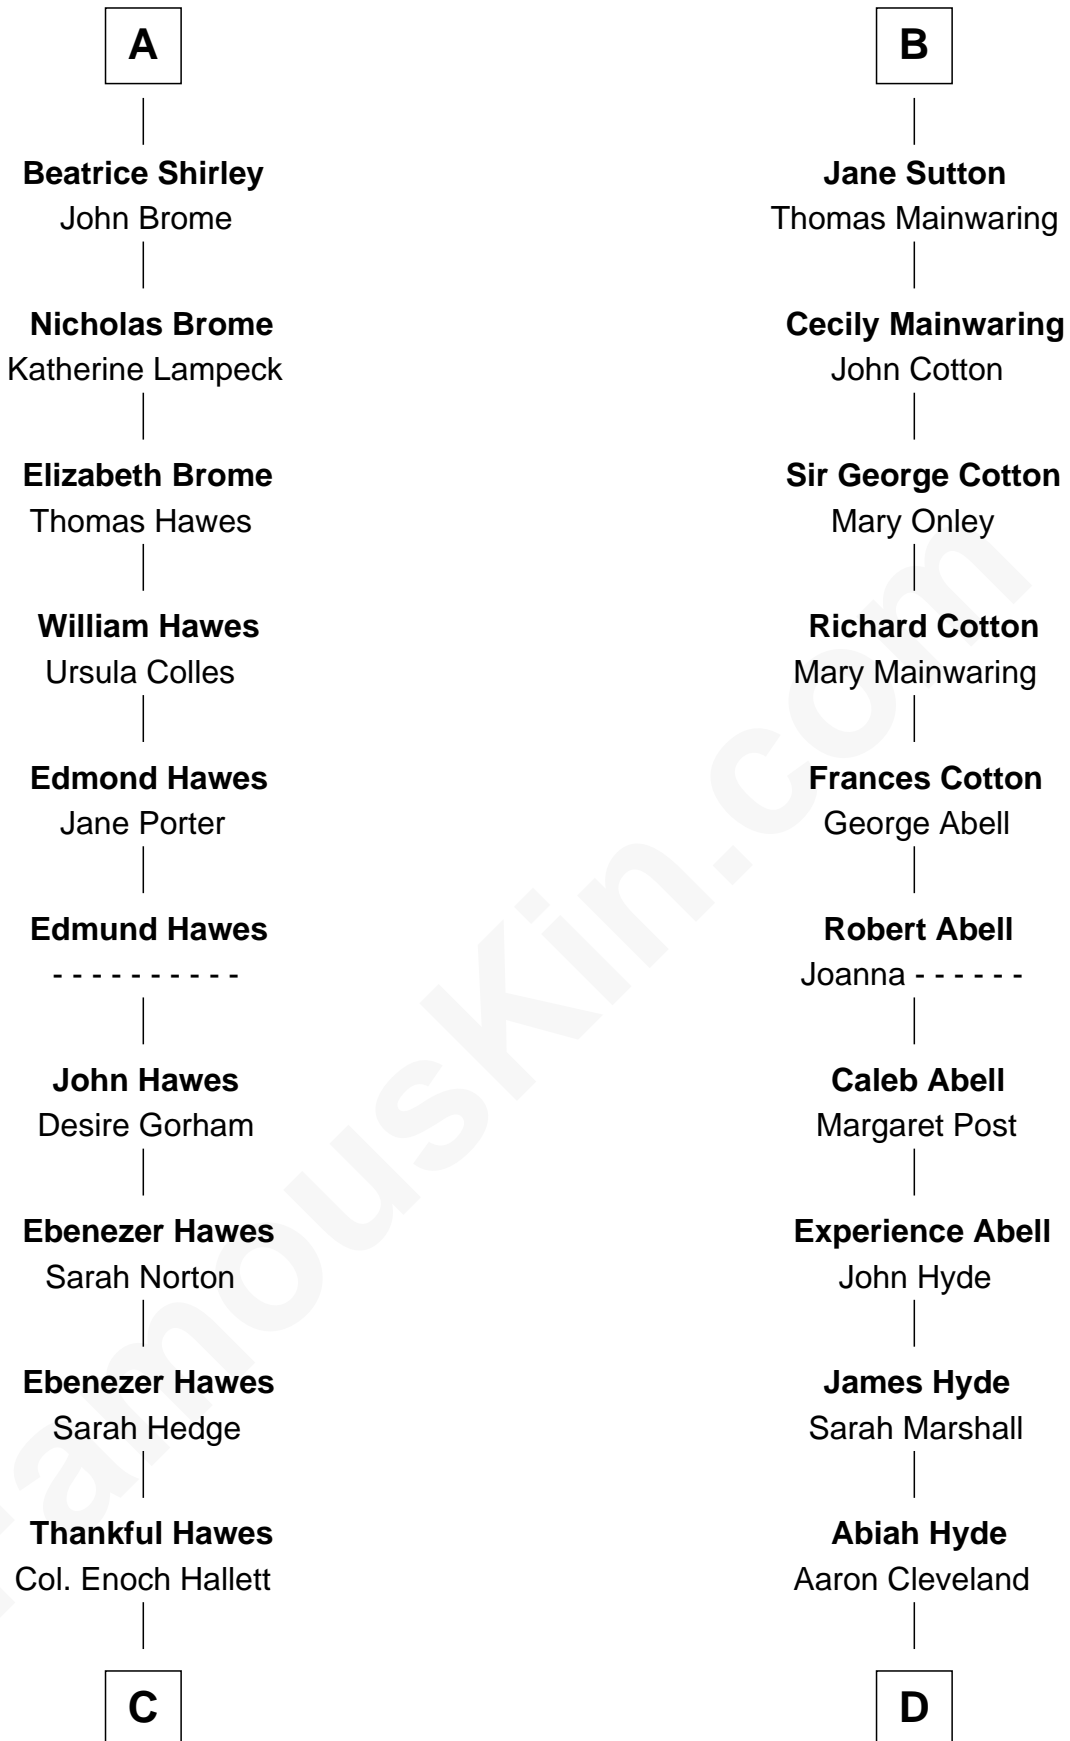 A
Beatrice Shirley
John Brome
Nicholas Brome
Katherine Lampeck
Elizabeth Brome
Thomas Hawes
William Hawes
Ursula Colles
Edmond Hawes
Jane Porter
Edmund Hawes
- - - - - - - - - -
John Hawes
Desire Gorham
Ebenezer Hawes
Sarah Norton
Ebenezer Hawes
Sarah Hedge
Thankful Hawes
Col. Enoch Hallett
C
B
Jane Sutton
Thomas Mainwaring
Cecily Mainwaring
John Cotton
Sir George Cotton
Mary Onley
Richard Cotton
Mary Mainwaring
Frances Cotton
George Abell
Robert Abell
Joanna - - - - - -
Caleb Abell
Margaret Post
Experience Abell
John Hyde
James Hyde
Sarah Marshall
Abiah Hyde
Aaron Cleveland
D
FamousKin.com